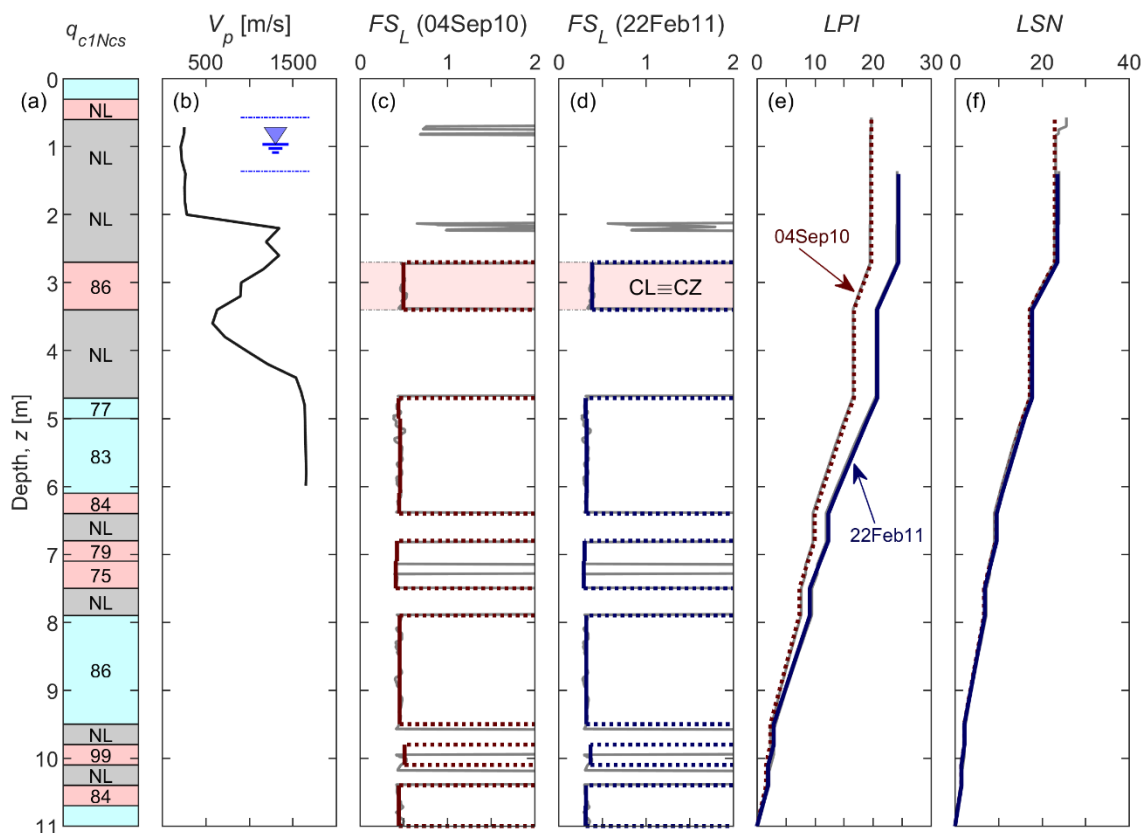 q_c1Ncs
V_p [m/s]
FS_L (04Sep10)
FS_L (22Feb11)
LPI
LSN
500 1500
0 1 2
0 1 2
0 10 20 30
0 20 40
(a)
(b)
(c)
(d)
(e)
(f)
Depth, z [m]
0
1
2
3
4
5
6
7
8
9
10
11
NL
NL
NL
86
NL
77
83
84
NL
79
75
NL
86
NL
99
NL
84
CL≡CZ
04Sep10
22Feb11